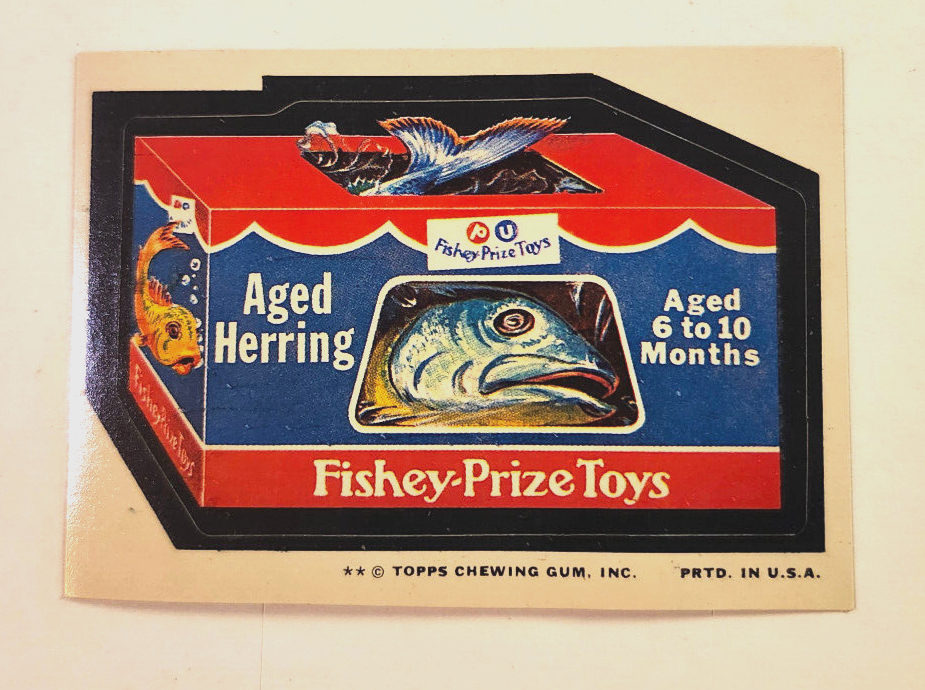 p u
Fishey-Prize Toys
Aged
Herring
Aged
6 to 10
Months
Fishey-Prize Toys
Fishey-Prize Toys
** © TOPPS CHEWING GUM, INC. PRTD. IN U.S.A.